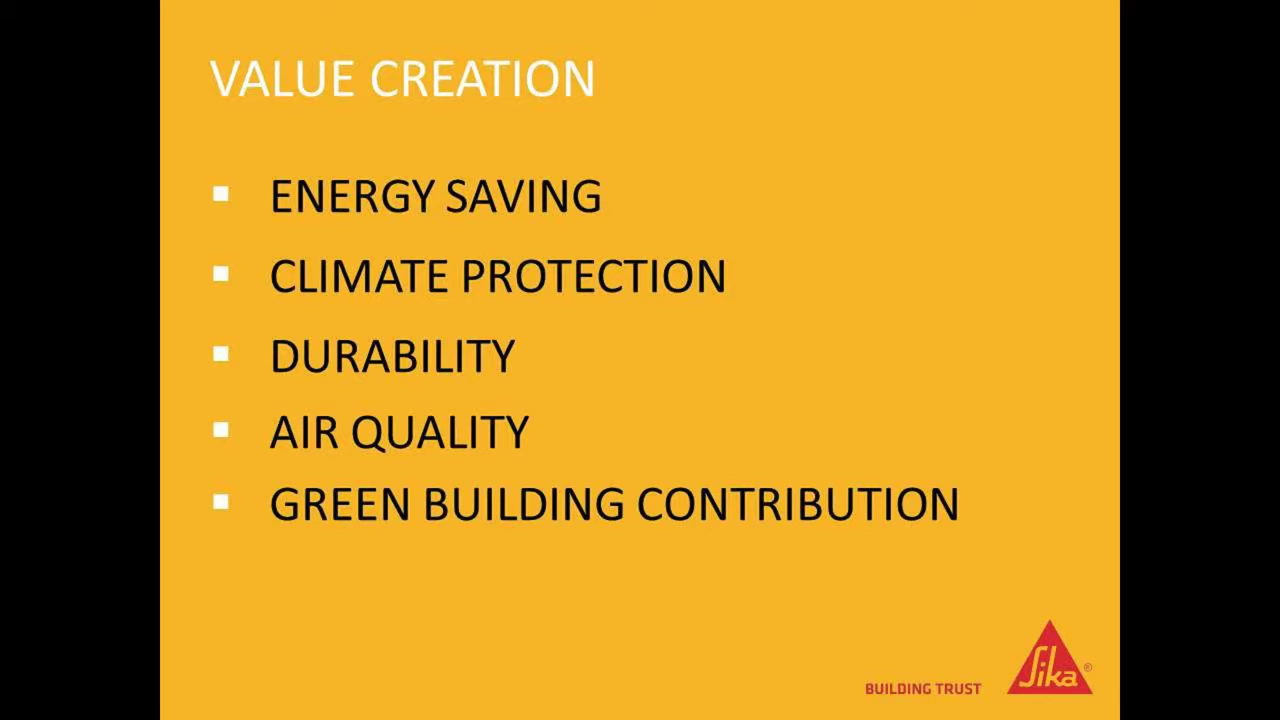 VALUE CREATION
▪ ENERGY SAVING
▪ CLIMATE PROTECTION
▪ DURABILITY
▪ AIR QUALITY
▪ GREEN BUILDING CONTRIBUTION
BUILDING TRUST
Sika®